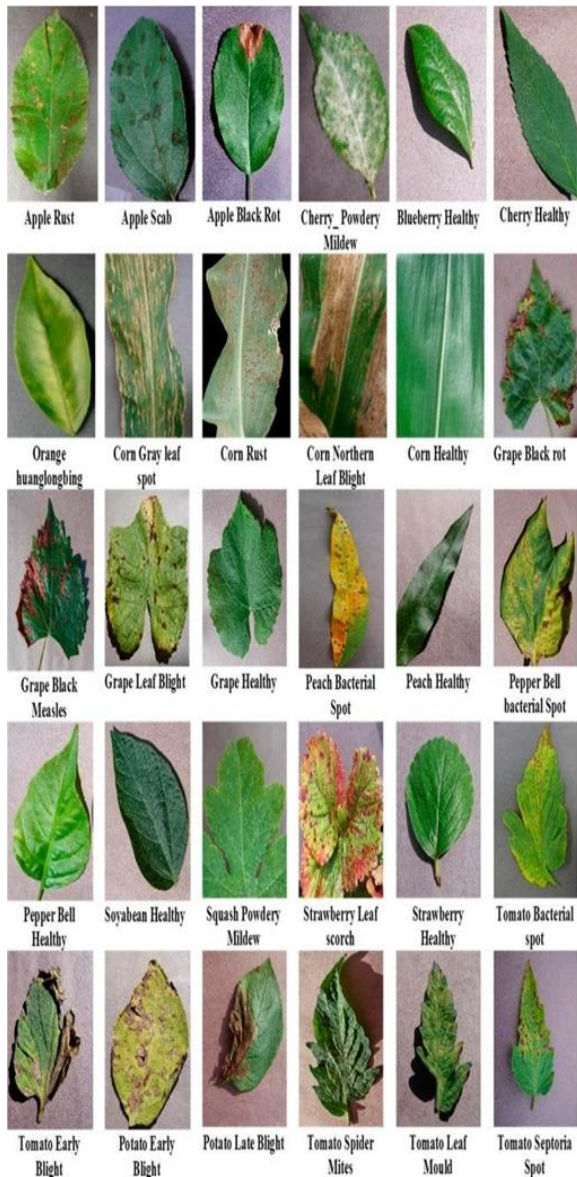 Apple Rust
Apple Scab
Apple Black Rot
Cherry_Powdery
Mildew
Blueberry Healthy
Cherry Healthy
Orange
huanglongbing
Corn Gray leaf
spot
Corn Rust
Corn Northern
Leaf Blight
Corn Healthy
Grape Black rot
Grape Black
Measles
Grape Leaf Blight
Grape Healthy
Peach Bacterial
Spot
Peach Healthy
Pepper Bell
bacterial Spot
Pepper Bell
Healthy
Soyabean Healthy
Squash Powdery
Mildew
Strawberry Leaf
scorch
Strawberry
Healthy
Tomato Bacterial
spot
Tomato Early
Blight
Potato Early
Blight
Potato Late Blight
Tomato Spider
Mites
Tomato Leaf
Mould
Tomato Septoria
Spot